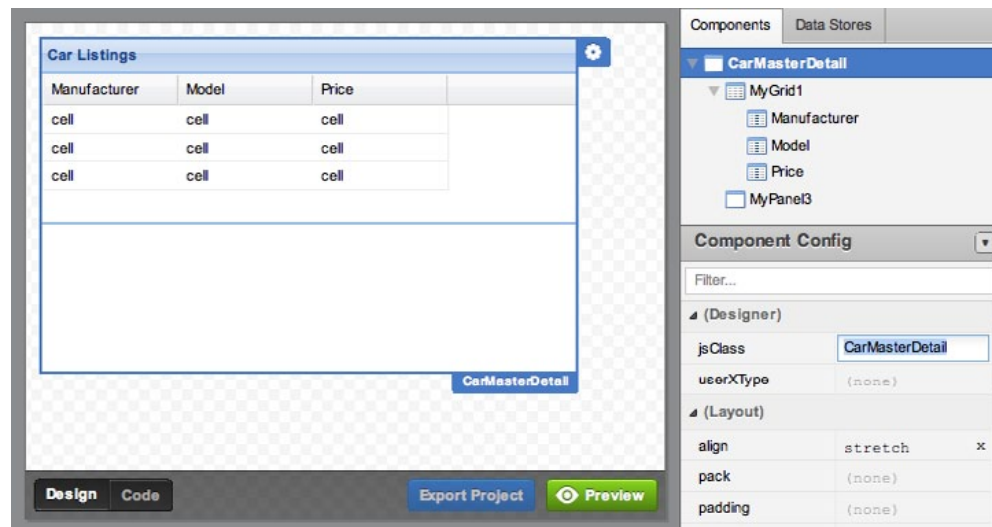 Components Data Stores
Car Listings
Manufacturer Model Price
cell cell cell
cell cell cell
cell cell cell
CarMasterDetail
Design Code Export Project Preview
CarMasterDetail
MyGrid1
Manufacturer
Model
Price
MyPanel3
Component Config
Filter...
(Designer)
jsClass CarMasterDetail
userXType (none)
(Layout)
align stretch x
pack (none)
padding (none)